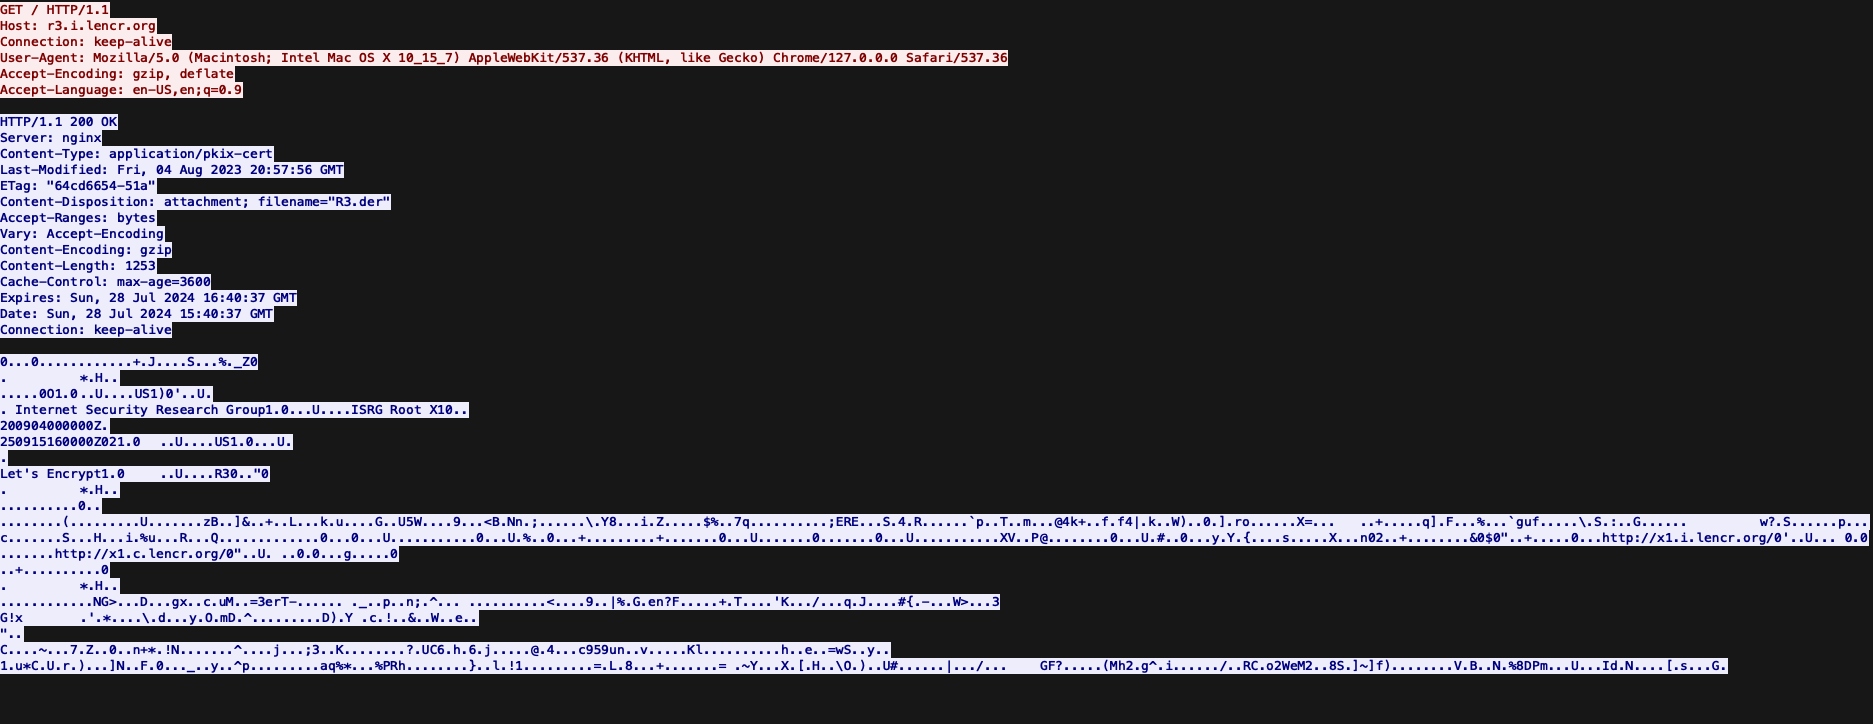 GET / HTTP/1.1
Host: r3.i.lencr.org
Connection: keep-alive
User-Agent: Mozilla/5.0 (Macintosh; Intel Mac OS X 10_15_7) AppleWebKit/537.36 (KHTML, like Gecko) Chrome/127.0.0.0 Safari/537.36
Accept-Encoding: gzip, deflate
Accept-Language: en-US,en;q=0.9
HTTP/1.1 200 OK
Server: nginx
Content-Type: application/pkix-cert
Last-Modified: Fri, 04 Aug 2023 20:57:56 GMT
ETag: "64cd6654-51a"
Content-Disposition: attachment; filename="R3.der"
Accept-Ranges: bytes
Vary: Accept-Encoding
Content-Encoding: gzip
Content-Length: 1253
Cache-Control: max-age=3600
Expires: Sun, 28 Jul 2024 16:40:37 GMT
Date: Sun, 28 Jul 2024 15:40:37 GMT
Connection: keep-alive
0...0............+.J....S...%._Z0
. *.H..
.....0O1.0..U....US1)0'..U.
. Internet Security Research Group1.0...U....ISRG Root X10..
200904000000Z.
250915160000Z021.0 ..U....US1.0...U.
.
Let's Encrypt1.0 ..U....R30.."0
. *.H..
..........0..
........(.........U.......zB..]&..+..L...k.u....G..U5W....9...<B.Nn.;......\.Y8...i.Z.....$%..7q..........;ERE...S.4.R......`p..T..m...@4k+..f.f4|.k..W)..0.].ro......X=... ..+.....q].F...%...`guf.....\.S.:..G...... w?.S......p...
c.......S...H...i.%u...R...Q.............0...0...U...........0...U.%..0...+.........+.......0...U.......0.......0...U...........XV..P@........0...U.#..0...y.Y.{....s.....X...n02..+........&0$0"..+.....0...http://x1.i.lencr.org/0'..U... 0.0
.......http://x1.c.lencr.org/0"..U. ..0.0...g.....0
..+..........0
. *.H..
............NG>...D...gx..c.uM..=3erT-...... ._..p..n;.^... ..........<....9..|%.G.en?F.....+.T....'K.../...q.J....#{.-...W>...3
G!x .'.*....\.d...y.O.mD.^.........D).Y .c.!..&..W..e..
"..
C....~...7.Z..0..n+*.!N.......^....j...;3..K........?.UC6.h.6.j.....@.4...c959un..v.....Kl..........h..e..=wS..y..
1.u*C.U.r.)...]N..F.0..._..y..^p.........aq%*...%PRh........}..l.!1.........=.L.8...+......= .~Y...X.[.H..\O.)..U#......|.../... GF?.....(Mh2.g^.i....../..RC.o2WeM2..8S.]~]f)........V.B..N.%8DPm...U...Id.N....[.s...G.